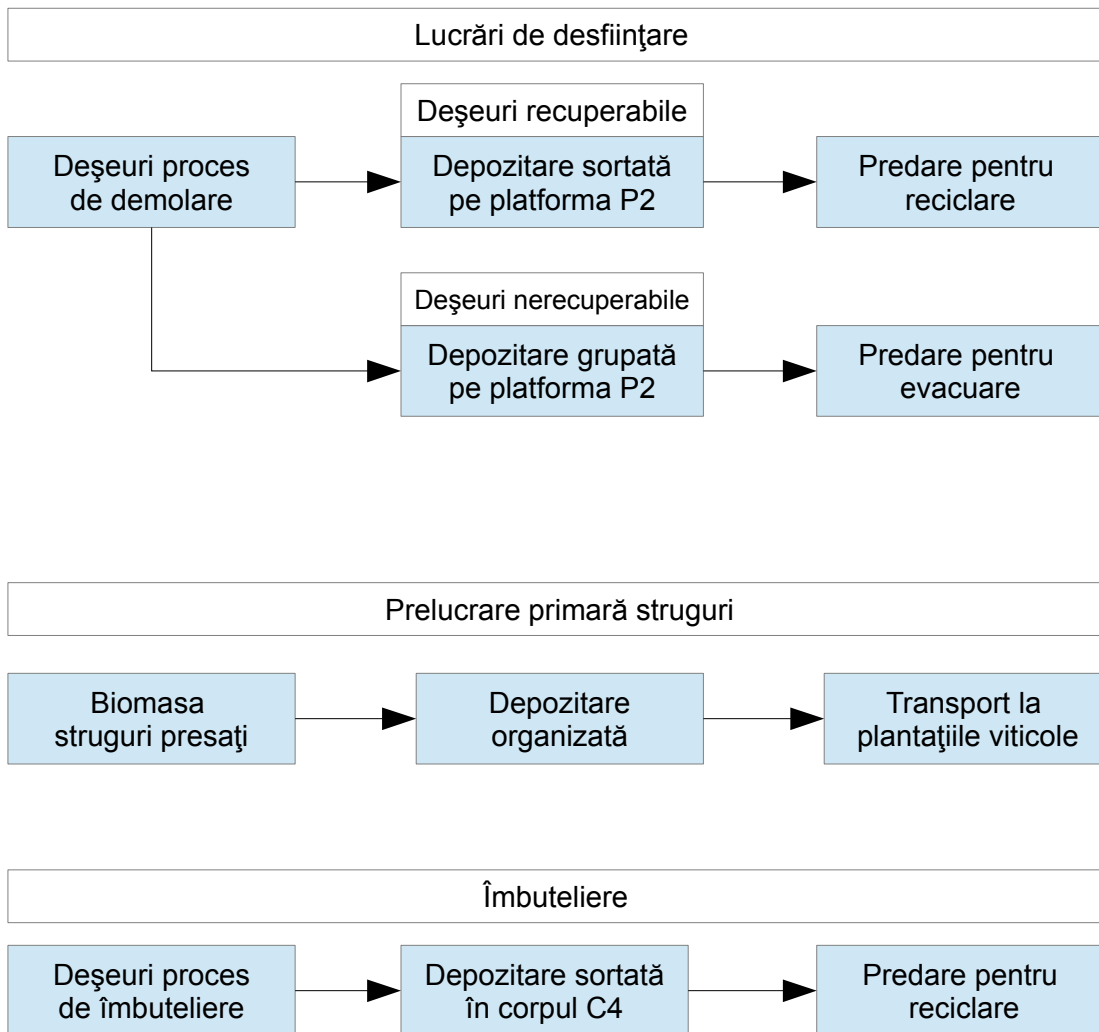 Lucrări de desfiinţare
Deşeuri recuperabile
Deşeuri proces
de demolare
Depozitare sortată
pe platforma P2
Predare pentru
reciclare
Deşeuri nerecuperabile
Depozitare grupată
pe platforma P2
Predare pentru
evacuare
Prelucrare primară struguri
Biomasa
struguri presaţi
Depozitare
organizată
Transport la
plantaţiile viticole
Îmbuteliere
Deşeuri proces
de îmbuteliere
Depozitare sortată
în corpul C4
Predare pentru
reciclare